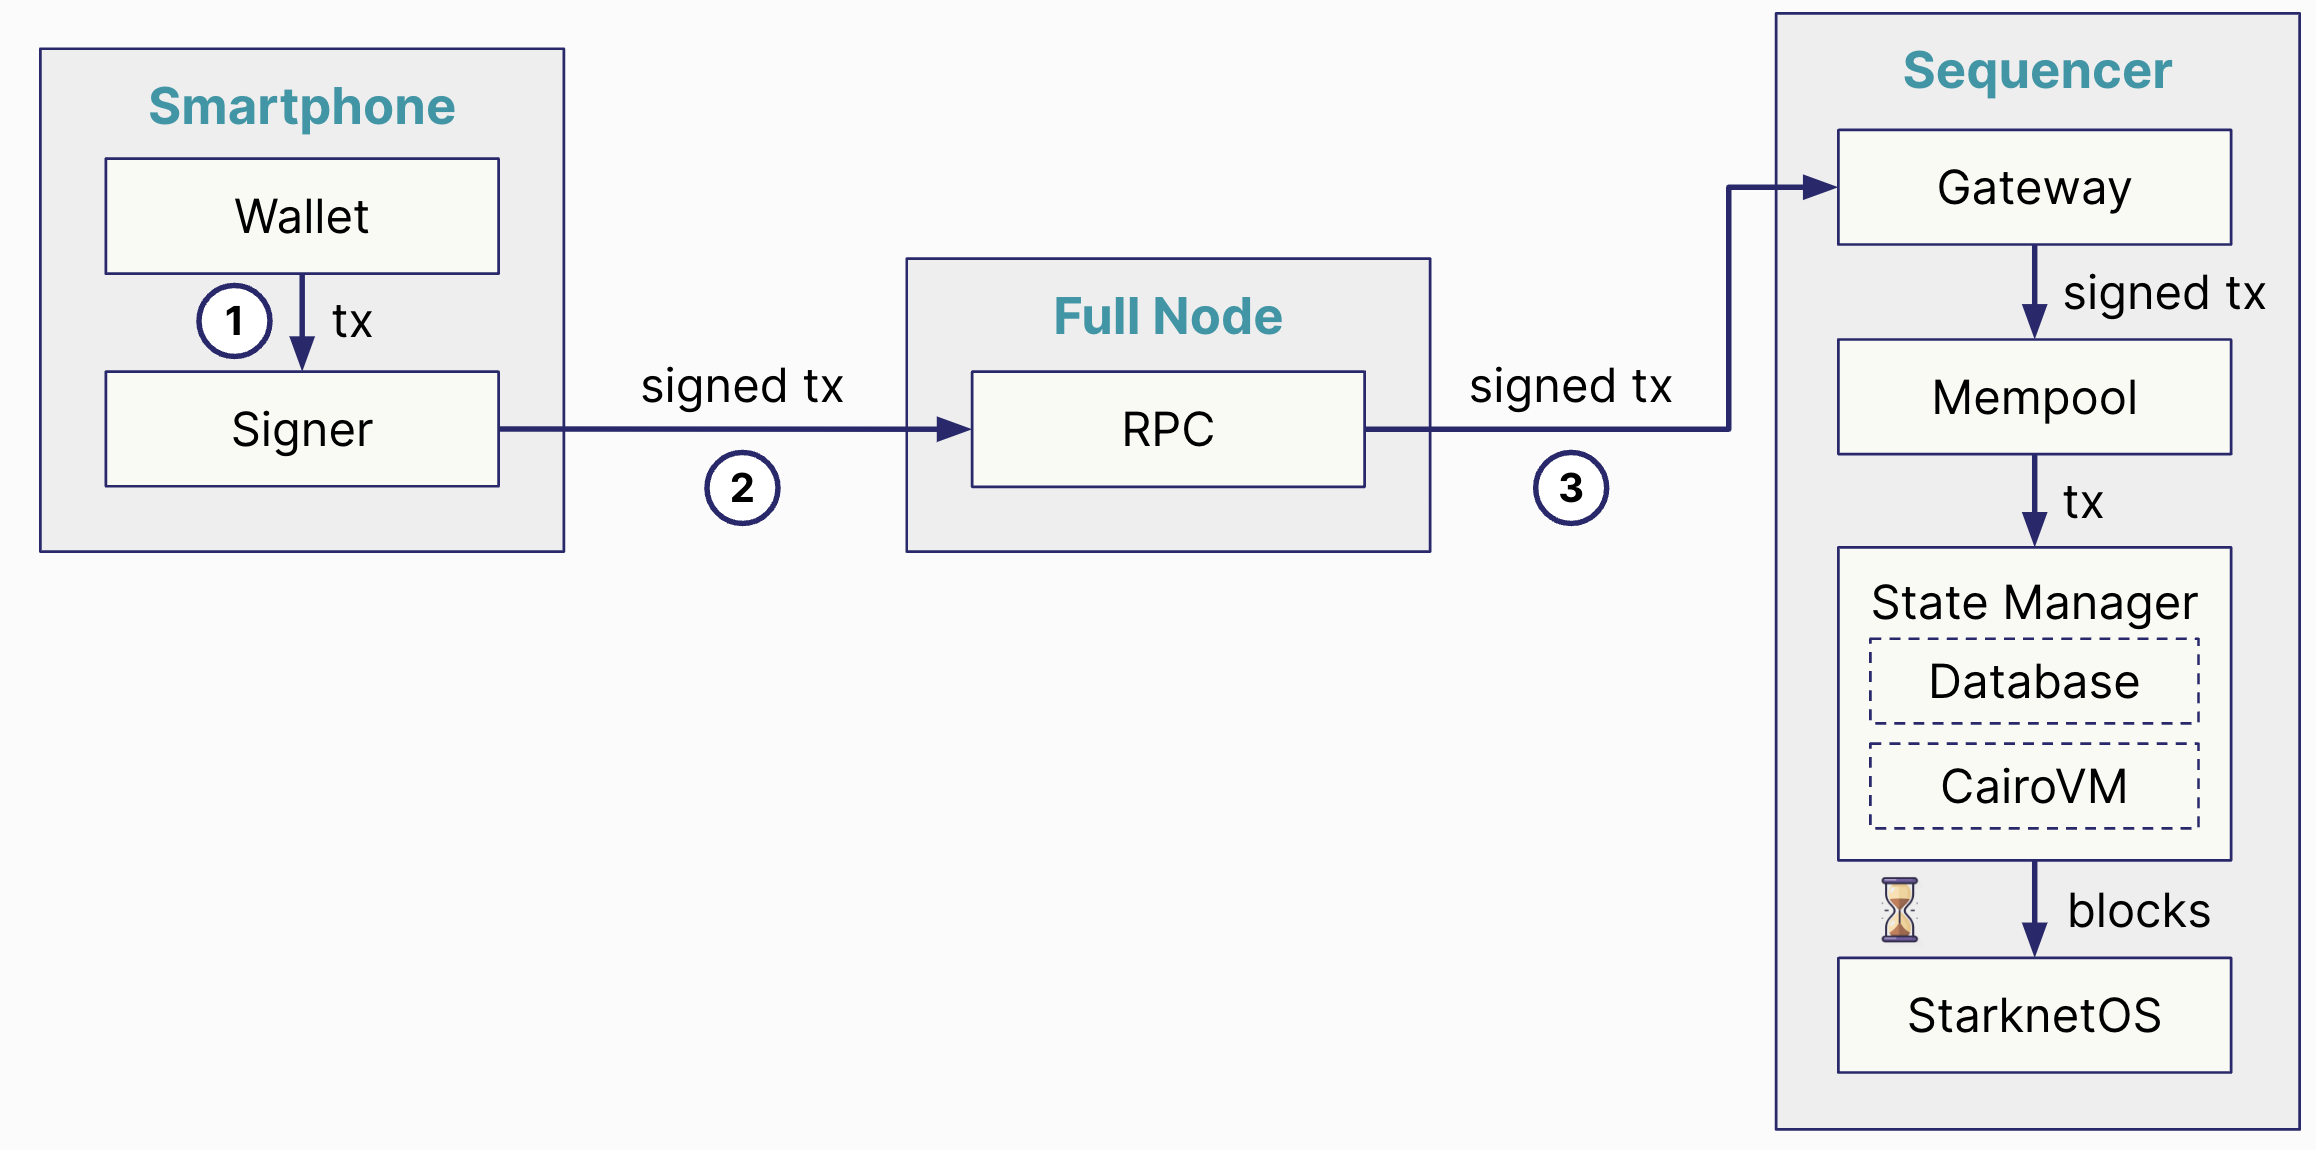 Smartphone
Wallet
1
tx
Signer
signed tx
2
Full Node
RPC
signed tx
3
Sequencer
Gateway
signed tx
Mempool
tx
State Manager
Database
CairoVM
blocks
StarknetOS